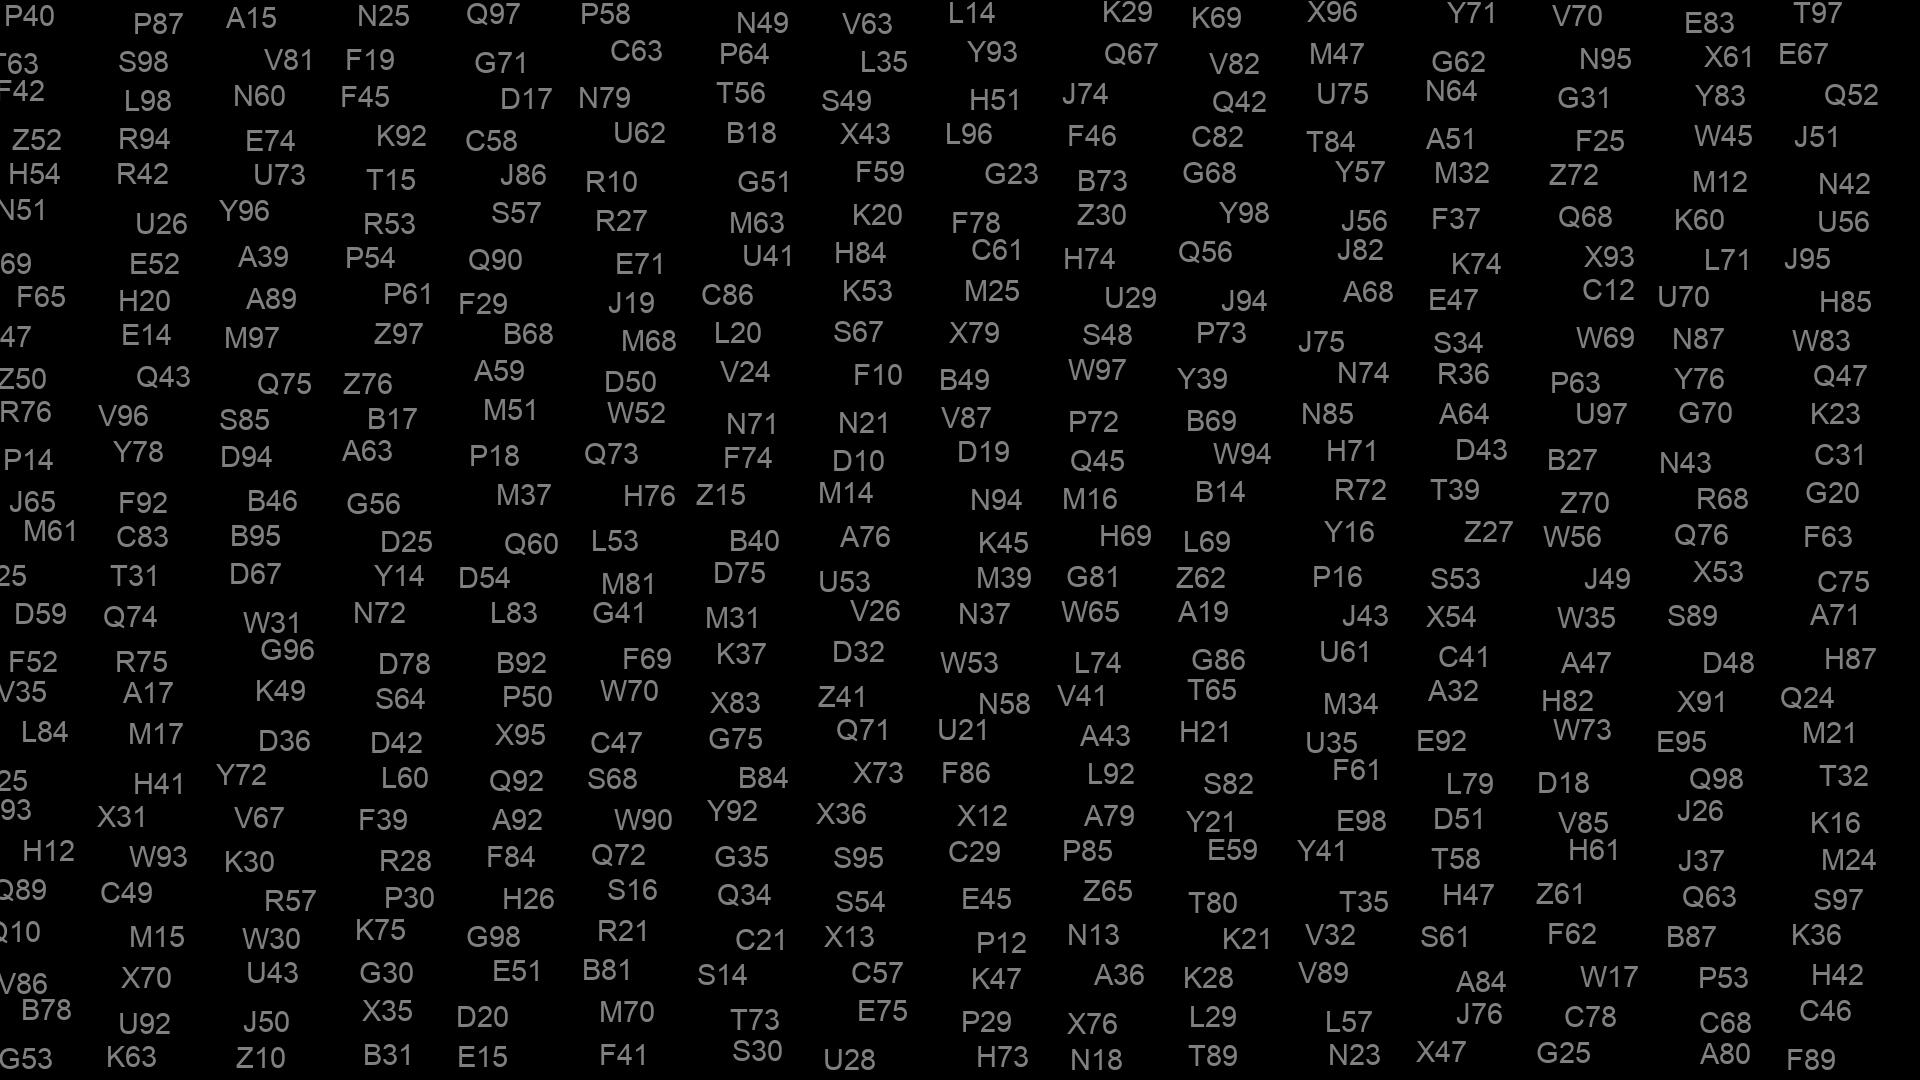 P40 P87 A15 N25 Q97 P58 N49 V63 L14 K29 K69 X96 Y71 V70 E83 T97
T63 S98 V81 F19 G71 C63 P64 L35 Y93 Q67 V82 M47 G62 N95 X61 E67
F42 L98 N60 F45 D17 N79 T56 S49 H51 J74 Q42 U75 N64 G31 Y83 Q52
Z52 R94 E74 K92 C58 U62 B18 X43 L96 F46 C82 T84 A51 F25 W45 J51
H54 R42 U73 T15 J86 R10 G51 F59 G23 B73 G68 Y57 M32 Z72 M12 N42
N51 U26 Y96 R53 S57 R27 M63 K20 F78 Z30 Y98 J56 F37 Q68 K60 U56
69 E52 A39 P54 Q90 E71 U41 H84 C61 H74 Q56 J82 K74 X93 L71 J95
F65 H20 A89 P61 F29 J19 C86 K53 M25 U29 J94 A68 E47 C12 U70 H85
47 E14 M97 Z97 B68 M68 L20 S67 X79 S48 P73 J75 S34 W69 N87 W83
Z50 Q43 Q75 Z76 A59 D50 V24 F10 B49 W97 Y39 N74 R36 P63 Y76 Q47
R76 V96 S85 B17 M51 W52 N71 N21 V87 P72 B69 N85 A64 U97 G70 K23
P14 Y78 D94 A63 P18 Q73 F74 D10 D19 Q45 W94 H71 D43 B27 N43 C31
J65 F92 B46 G56 M37 H76 Z15 M14 N94 M16 B14 R72 T39 Z70 R68 G20
M61 C83 B95 D25 Q60 L53 B40 A76 K45 H69 L69 Y16 Z27 W56 Q76 F63
25 T31 D67 Y14 D54 M81 D75 U53 M39 G81 Z62 P16 S53 J49 X53 C75
D59 Q74 W31 N72 L83 G41 M31 V26 N37 W65 A19 J43 X54 W35 S89 A71
F52 R75 G96 D78 B92 F69 K37 D32 W53 L74 G86 U61 C41 A47 D48 H87
V35 A17 K49 S64 P50 W70 X83 Z41 N58 V41 T65 M34 A32 H82 X91 Q24
L84 M17 D36 D42 X95 C47 G75 Q71 U21 A43 H21 U35 E92 W73 E95 M21
25 H41 Y72 L60 Q92 S68 B84 X73 F86 L92 S82 F61 L79 D18 Q98 T32
93 X31 V67 F39 A92 W90 Y92 X36 X12 A79 Y21 E98 D51 V85 J26 K16
H12 W93 K30 R28 F84 Q72 G35 S95 C29 P85 E59 Y41 T58 H61 J37 M24
Q89 C49 R57 P30 H26 S16 Q34 S54 E45 Z65 T80 T35 H47 Z61 Q63 S97
Q10 M15 W30 K75 G98 R21 C21 X13 P12 N13 K21 V32 S61 F62 B87 K36
V86 X70 U43 G30 E51 B81 S14 C57 K47 A36 K28 V89 A84 W17 P53 H42
B78 U92 J50 X35 D20 M70 T73 E75 P29 X76 L29 L57 J76 C78 C68 C46
G53 K63 Z10 B31 E15 F41 S30 U28 H73 N18 T89 N23 X47 G25 A80 F89